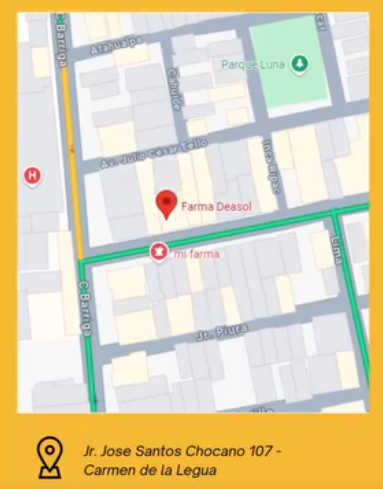 C Barriga
Atahualpa
Cahuide
Parque Luna
Av. Julio César Tello
Inca Ripac
H
Farma Deasol
mi farma
Lima
C Barriga
Jr. Piura
Jr. Jose Santos Chocano 107 -
Carmen de la Legua